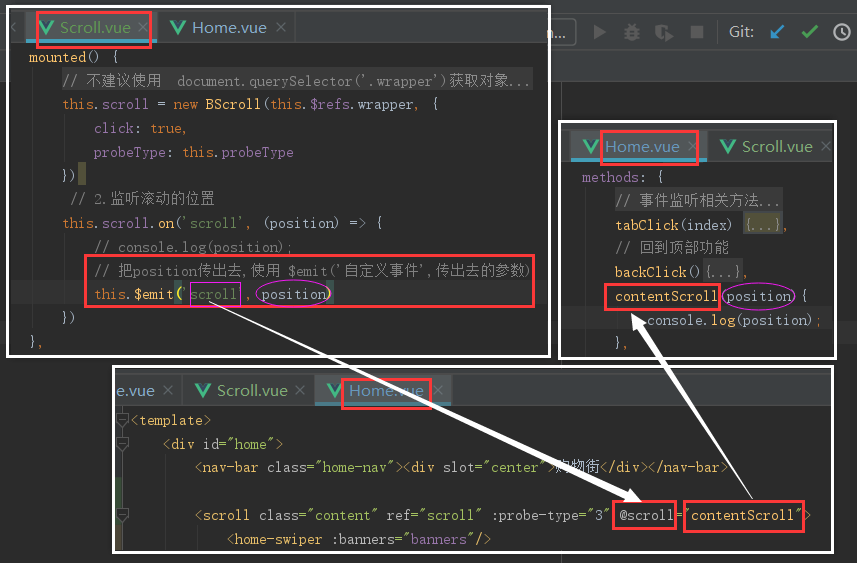 Scroll.vue Home.vue
n... Git:
mounted() {
// 不建议使用 document.querySelector('.wrapper')获取对象...
this.scroll = new BScroll(this.$refs.wrapper, {
click: true,
probeType: this.probeType
})
// 2.监听滚动的位置
this.scroll.on('scroll', (position) => {
// console.log(position);
// 把position传出去,使用 $emit('自定义事件',传出去的参数)
this.$emit('scroll', position)
})
},
Home.vue Scroll.vue
methods: {
// 事件监听相关方法...
tabClick(index) {...},
// 回到顶部功能
backClick(){...},
contentScroll(position){
console.log(position);
},
e.vue Scroll.vue Home.vue
<template>
<div id="home">
<nav-bar class="home-nav"><div slot="center">购物街</div></nav-bar>
<scroll class="content" ref="scroll" :probe-type="3" @scroll="contentScroll">
<home-swiper :banners="banners"/>